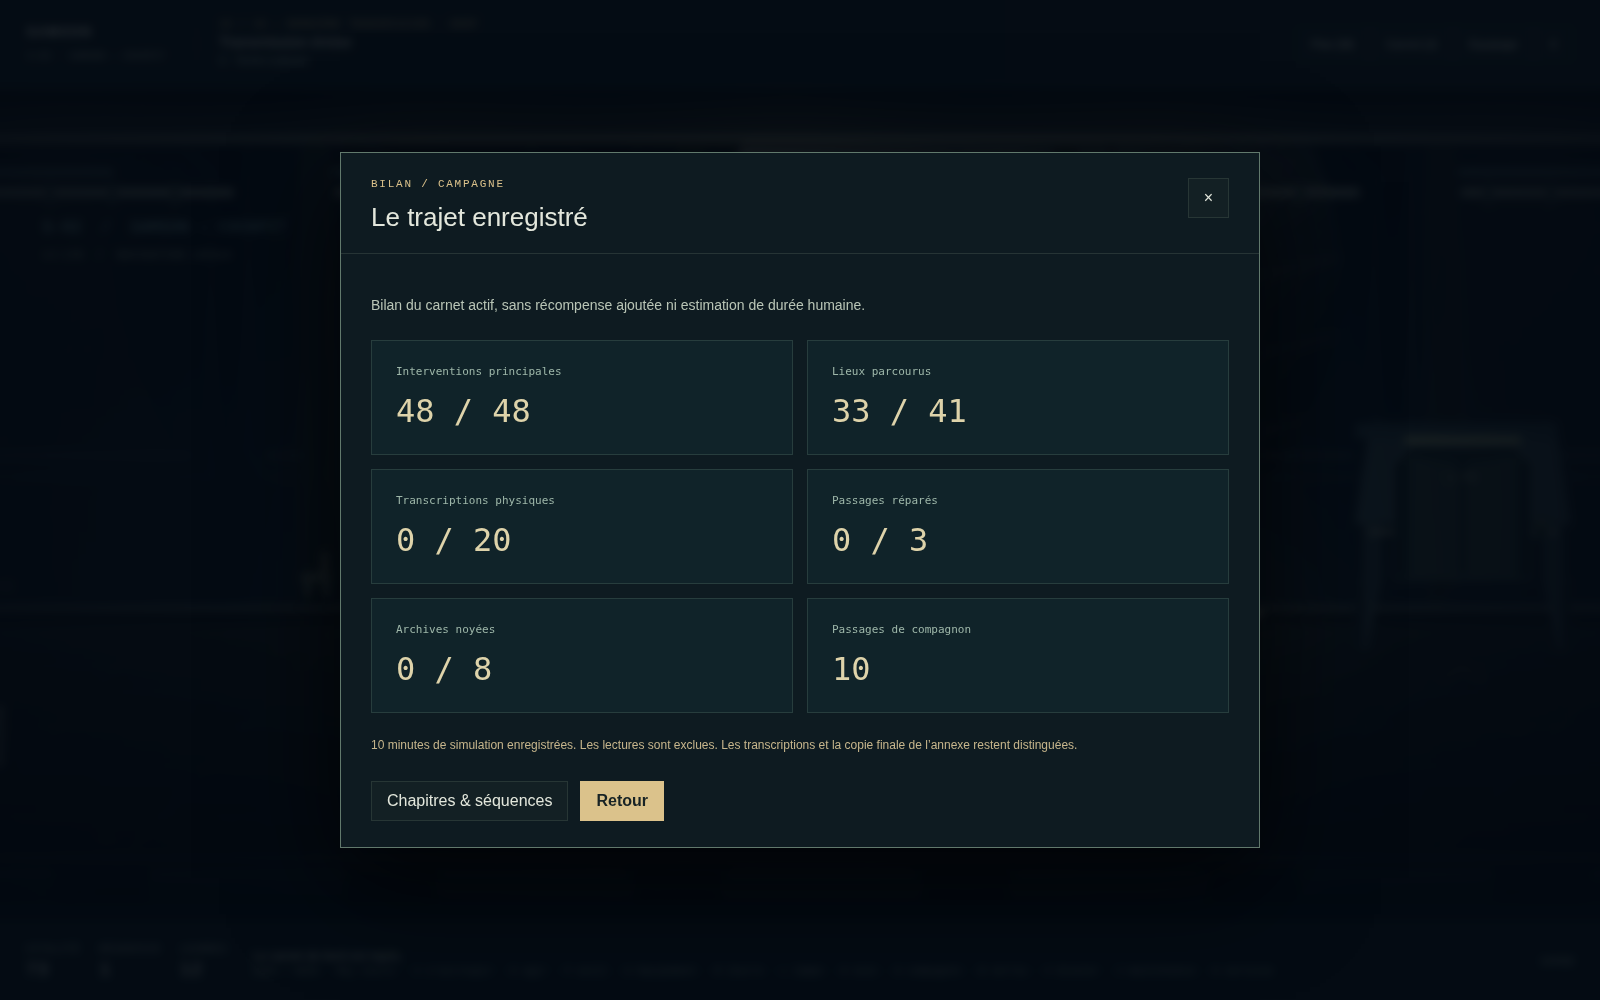 BILAN / CAMPAGNE
Le trajet enregistré
×
Bilan du carnet actif, sans récompense ajoutée ni estimation de durée humaine.
Interventions principales
48 / 48
Lieux parcourus
33 / 41
Transcriptions physiques
0 / 20
Passages réparés
0 / 3
Archives noyées
0 / 8
Passages de compagnon
10
10 minutes de simulation enregistrées. Les lectures sont exclues. Les transcriptions et la copie finale de l’annexe restent distinguées.
Chapitres & séquences
Retour